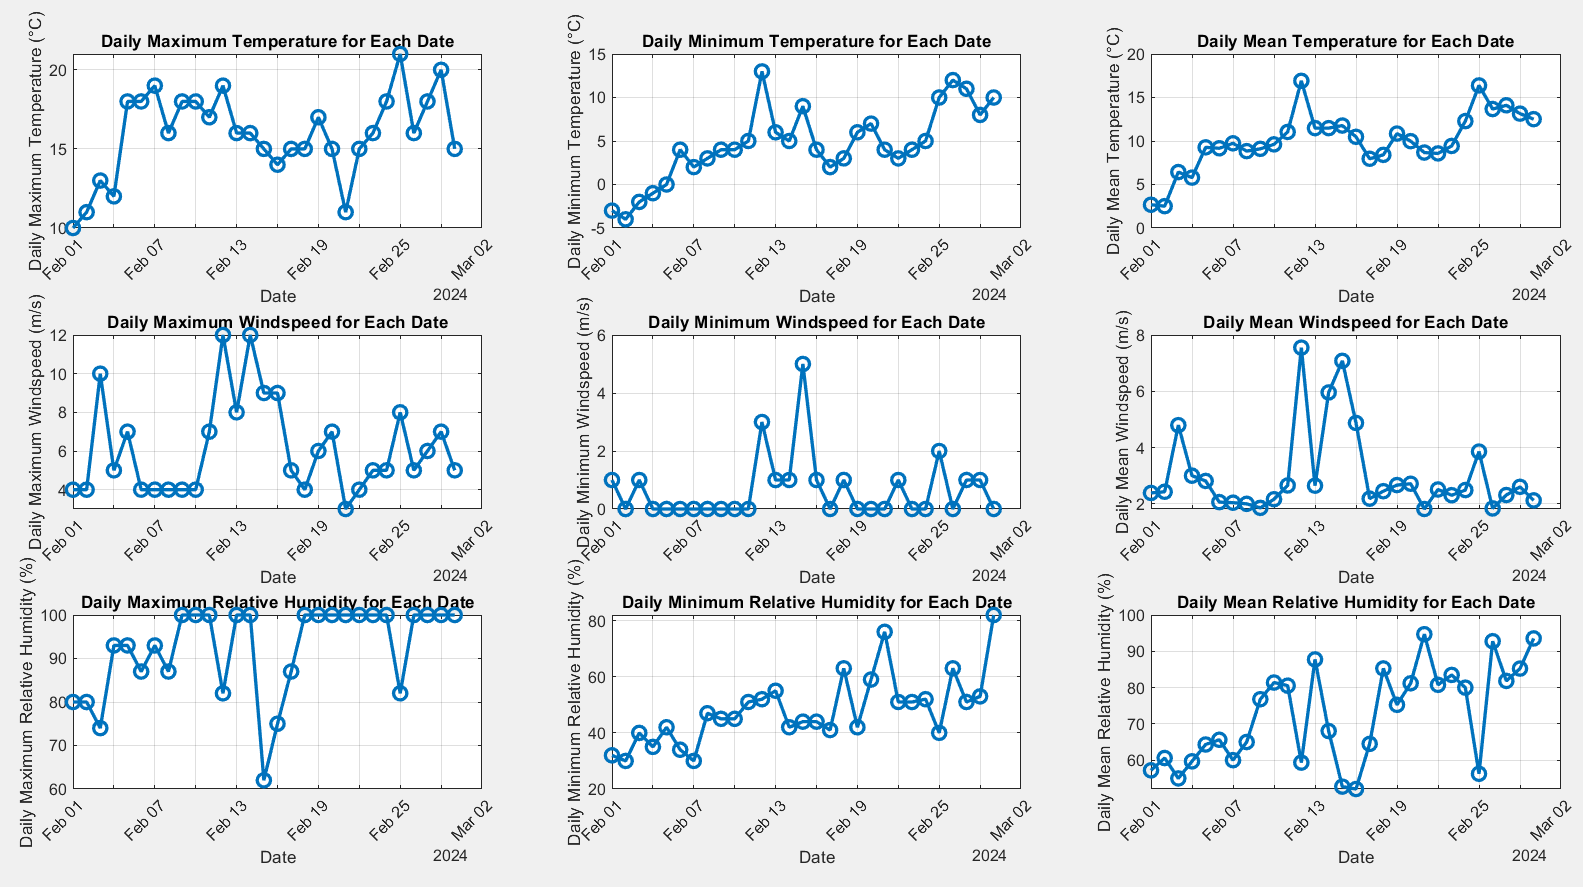 Daily Maximum Temperature for Each Date
Daily Maximum Temperature (°C)
20
15
10
Feb 01
Feb 07
Feb 13
Feb 19
Feb 25
Mar 02
Date
2024
Daily Minimum Temperature for Each Date
Daily Minimum Temperature (°C)
15
10
5
0
-5
Feb 01
Feb 07
Feb 13
Feb 19
Feb 25
Mar 02
Date
2024
Daily Mean Temperature for Each Date
Daily Mean Temperature (°C)
20
15
10
5
0
Feb 01
Feb 07
Feb 13
Feb 19
Feb 25
Mar 02
Date
2024
Daily Maximum Windspeed for Each Date
Daily Maximum Windspeed (m/s)
12
10
8
6
4
Feb 01
Feb 07
Feb 13
Feb 19
Feb 25
Mar 02
Date
2024
Daily Minimum Windspeed for Each Date
Daily Minimum Windspeed (m/s)
6
4
2
0
Feb 01
Feb 07
Feb 13
Feb 19
Feb 25
Mar 02
Date
2024
Daily Mean Windspeed for Each Date
Daily Mean Windspeed (m/s)
8
6
4
2
Feb 01
Feb 07
Feb 13
Feb 19
Feb 25
Mar 02
Date
2024
Daily Maximum Relative Humidity for Each Date
Daily Maximum Relative Humidity (%)
100
90
80
70
60
Feb 01
Feb 07
Feb 13
Feb 19
Feb 25
Mar 02
Date
2024
Daily Minimum Relative Humidity for Each Date
Daily Minimum Relative Humidity (%)
80
60
40
20
Feb 01
Feb 07
Feb 13
Feb 19
Feb 25
Mar 02
Date
2024
Daily Mean Relative Humidity for Each Date
Daily Mean Relative Humidity (%)
100
90
80
70
60
Feb 01
Feb 07
Feb 13
Feb 19
Feb 25
Mar 02
Date
2024